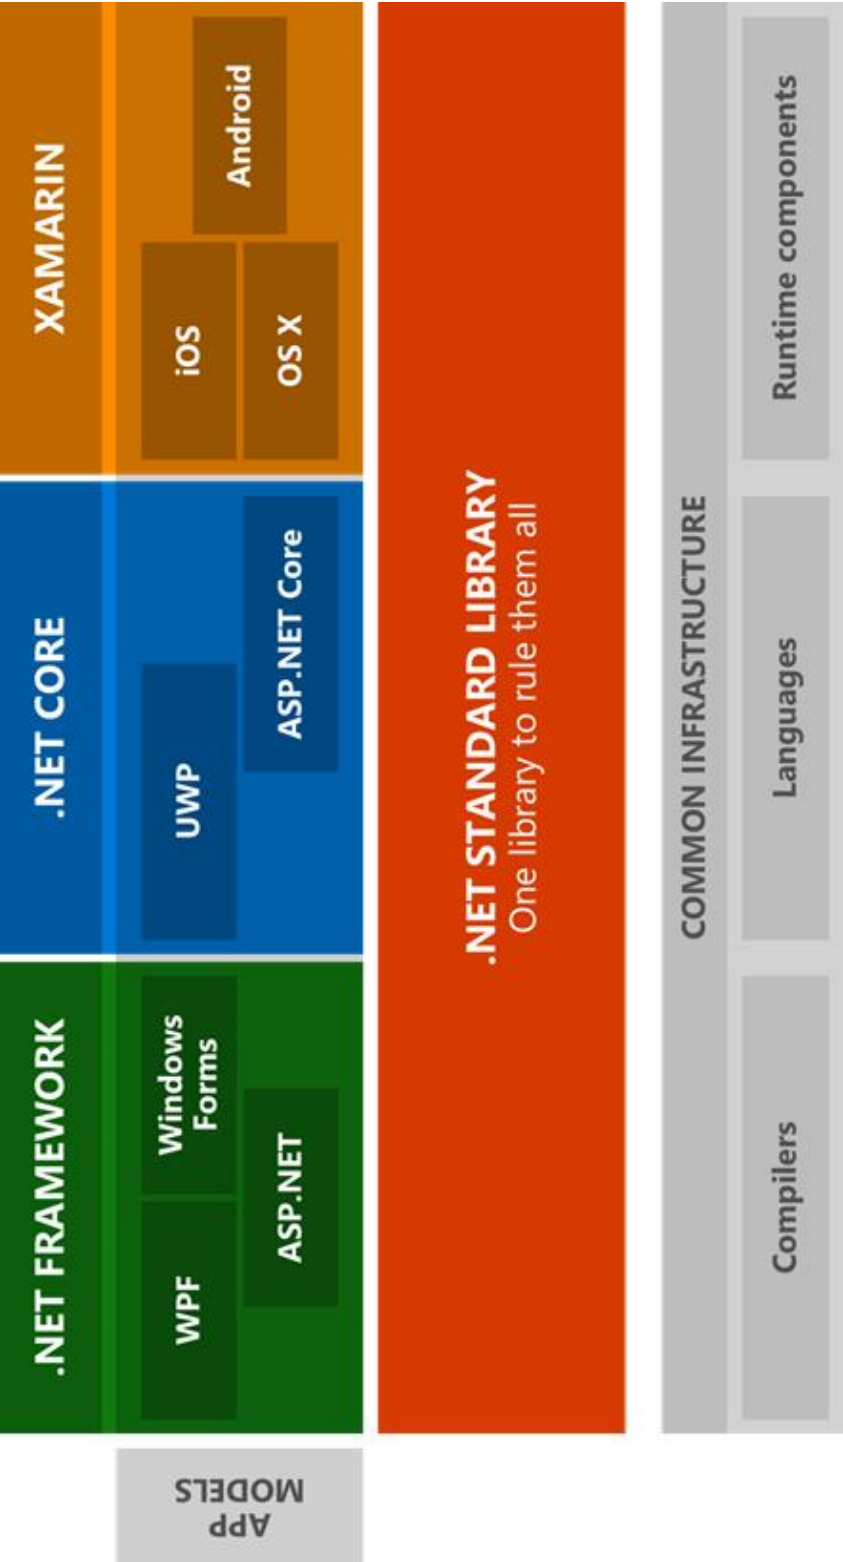 .NET FRAMEWORK
.NET CORE
XAMARIN
APP
MODELS
WPF
Windows
Forms
ASP.NET
UWP
ASP.NET Core
iOS
OS X
Android
.NET STANDARD LIBRARY
One library to rule them all
COMMON INFRASTRUCTURE
Compilers
Languages
Runtime components